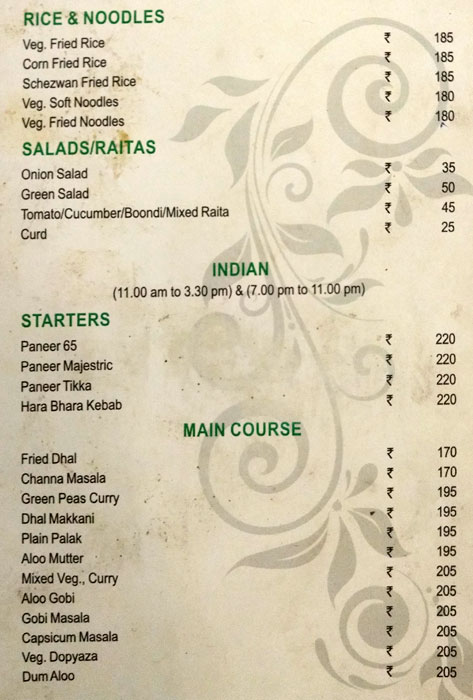 RICE & NOODLES
Veg. Fried Rice ₹ 185
Corn Fried Rice ₹ 185
Schezwan Fried Rice ₹ 185
Veg. Soft Noodles ₹ 180
Veg. Fried Noodles ₹ 180
SALADS/RAITAS
Onion Salad ₹ 35
Green Salad ₹ 50
Tomato/Cucumber/Boondi/Mixed Raita ₹ 45
Curd ₹ 25
INDIAN
(11.00 am to 3.30 pm) & (7.00 pm to 11.00 pm)
STARTERS
Paneer 65 ₹ 220
Paneer Majestric ₹ 220
Paneer Tikka ₹ 220
Hara Bhara Kebab ₹ 220
MAIN COURSE
Fried Dhal ₹ 170
Channa Masala ₹ 170
Green Peas Curry ₹ 195
Dhal Makkani ₹ 195
Plain Palak ₹ 195
Aloo Mutter ₹ 195
Mixed Veg., Curry ₹ 205
Aloo Gobi ₹ 205
Gobi Masala ₹ 205
Capsicum Masala ₹ 205
Veg. Dopyaza ₹ 205
Dum Aloo ₹ 205